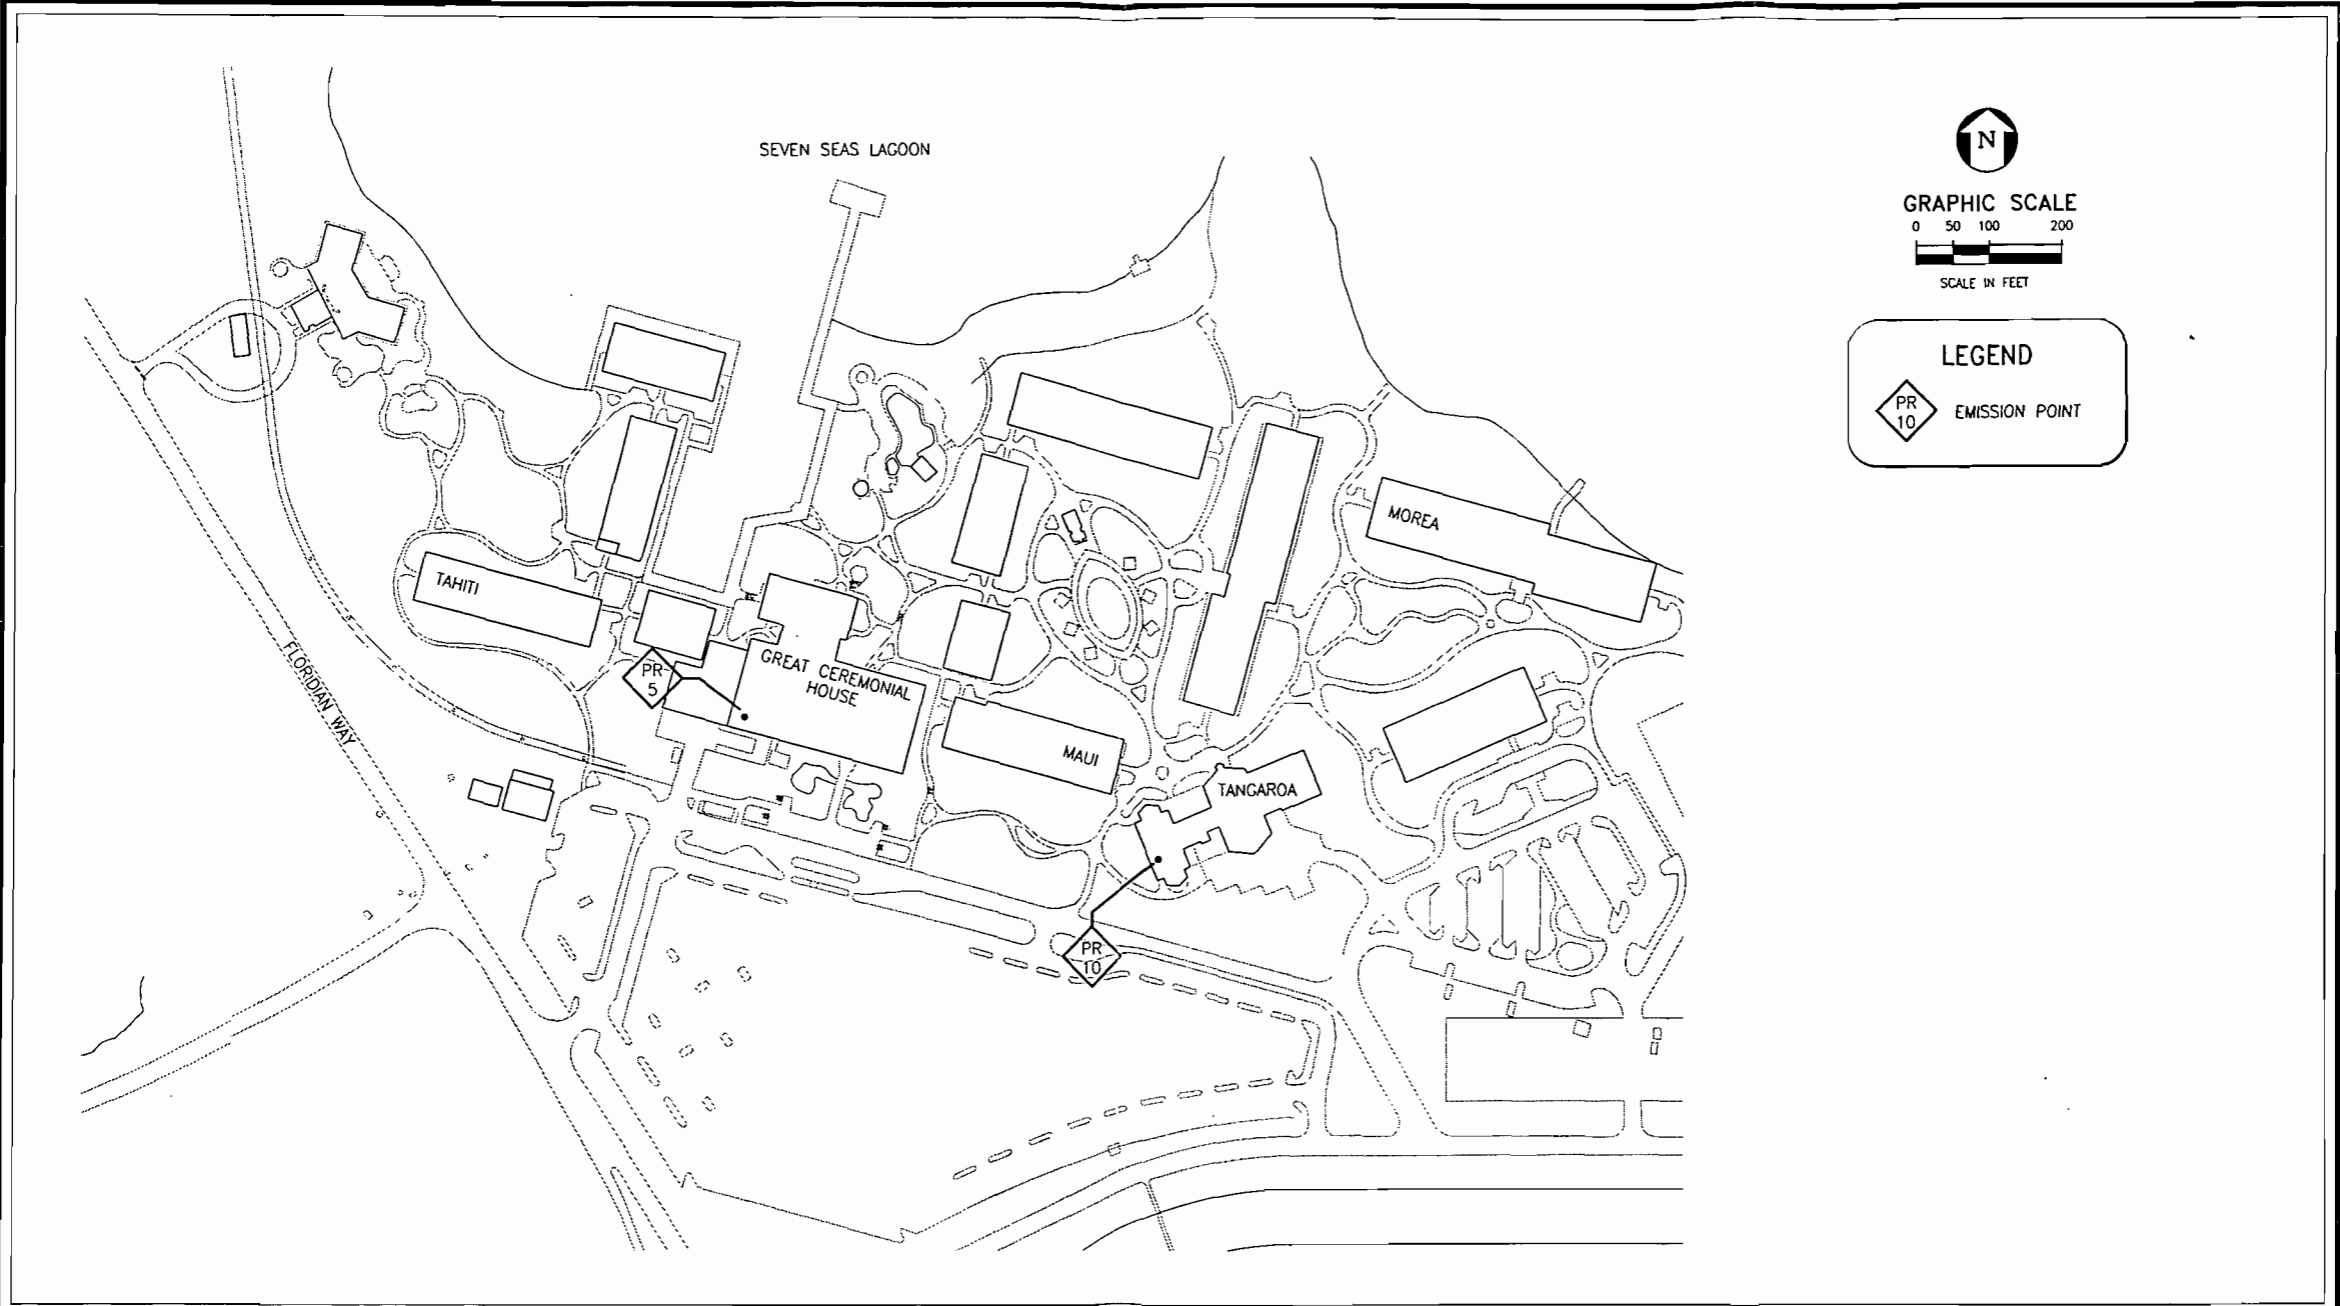 SEVEN SEAS LAGOON
N
GRAPHIC SCALE
0 50 100 200
SCALE IN FEET
LEGEND
PR
10
EMISSION POINT
MOREA
TAHITI
FLORIDIAN WAY
PR
5
GREAT CEREMONIAL
HOUSE
MAUI
TANGAROA
PR
10